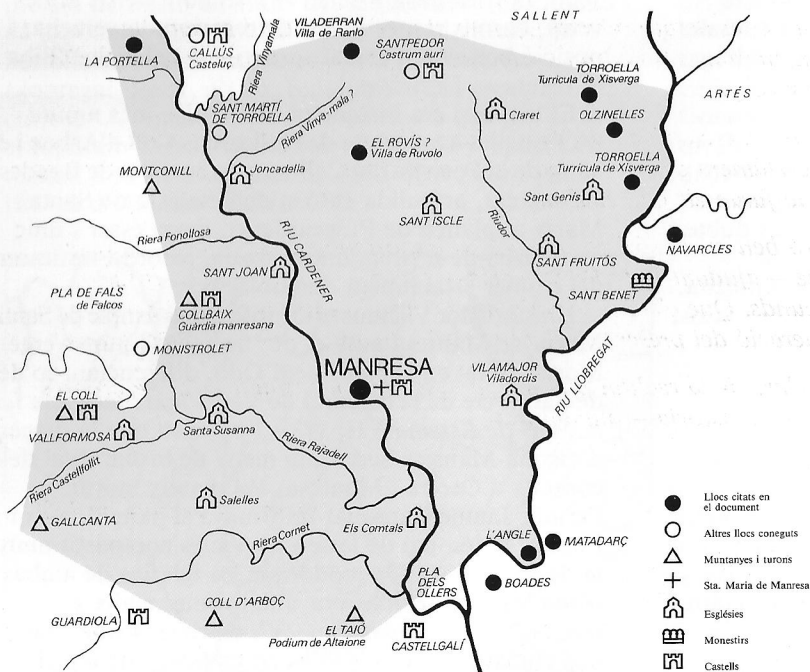 SALLENT
VILADERRAN
Villa de Ranlo
LA PORTELLA
CALLÚS
Casteluç
Riera Vinyamala
SANTPEDOR
Castrum auri
TORROELLA
Turricula de Xisverga
ARTÉS
OLZINELLES
Claret
SANT MARTÍ
DE TORROELLA
Riera Vinya-mala?
EL ROVÍS ?
Villa de Ruvolo
TORROELLA
Turricula de Xisverga
MONTCONILL
Joncadella
Sant Genís
SANT ISCLE
Riudor
Riera Fonollosa
RIU CARDENER
SANT FRUITÓS
NAVARCLES
SANT JOAN
SANT BENET
PLA DE FALS
de Falcos
COLLBAIX
Guàrdia manresana
MONISTROLET
MANRESA
VILAMAJOR
Viladordis
RIU LLOBREGAT
EL COLL
VALLFORMOSA
Santa Susanna
Riera Rajadell
Riera Castellfollit
Salelles
GALLCANTA
Els Comtals
Riera Cornet
L'ANGLE
MATADARÇ
PLA
DELS
OLLERS
BOADES
GUARDIOLA
COLL D'ARBOÇ
EL TAIÓ
Podium de Altaione
CASTELLGALÍ
Llocs citats en
el document
Altres llocs coneguts
Muntanyes i turons
Sta. Maria de Manresa
Esglésies
Monestirs
Castells